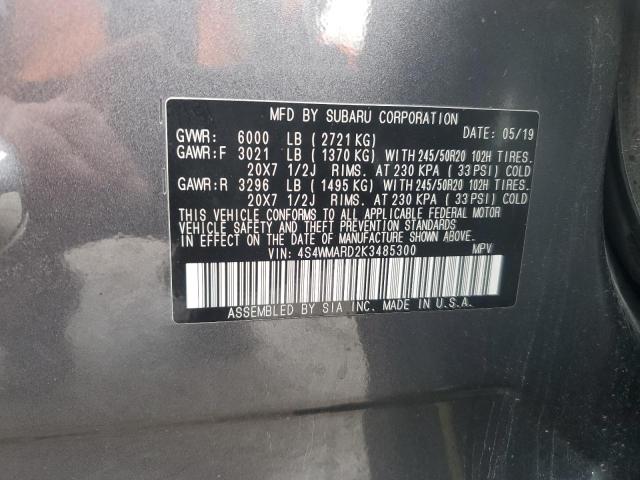 MFD BY SUBARU CORPORATION
DATE: 05/19
GVWR: 6000 LB ( 2721 KG)
GAWR:F 3021 LB ( 1370 KG) WITH 245/50R20 102H TIRES.
20X7 1/2J RIMS. AT 230 KPA ( 33 PSI) COLD
GAWR:R 3296 LB ( 1495 KG) WITH 245/50R20 102H TIRES.
20X7 1/2J RIMS. AT 230 KPA ( 33 PSI) COLD
THIS VEHICLE CONFORMS TO ALL APPLICABLE FEDERAL MOTOR
VEHICLE SAFETY AND THEFT PREVENTION STANDARDS
IN EFFECT ON THE DATE OF MANUFACTURE SHOWN ABOVE.
VIN: 4S4WMARD2K3485300 MPV
ASSEMBLED BY SIA INC. MADE IN U.S.A.